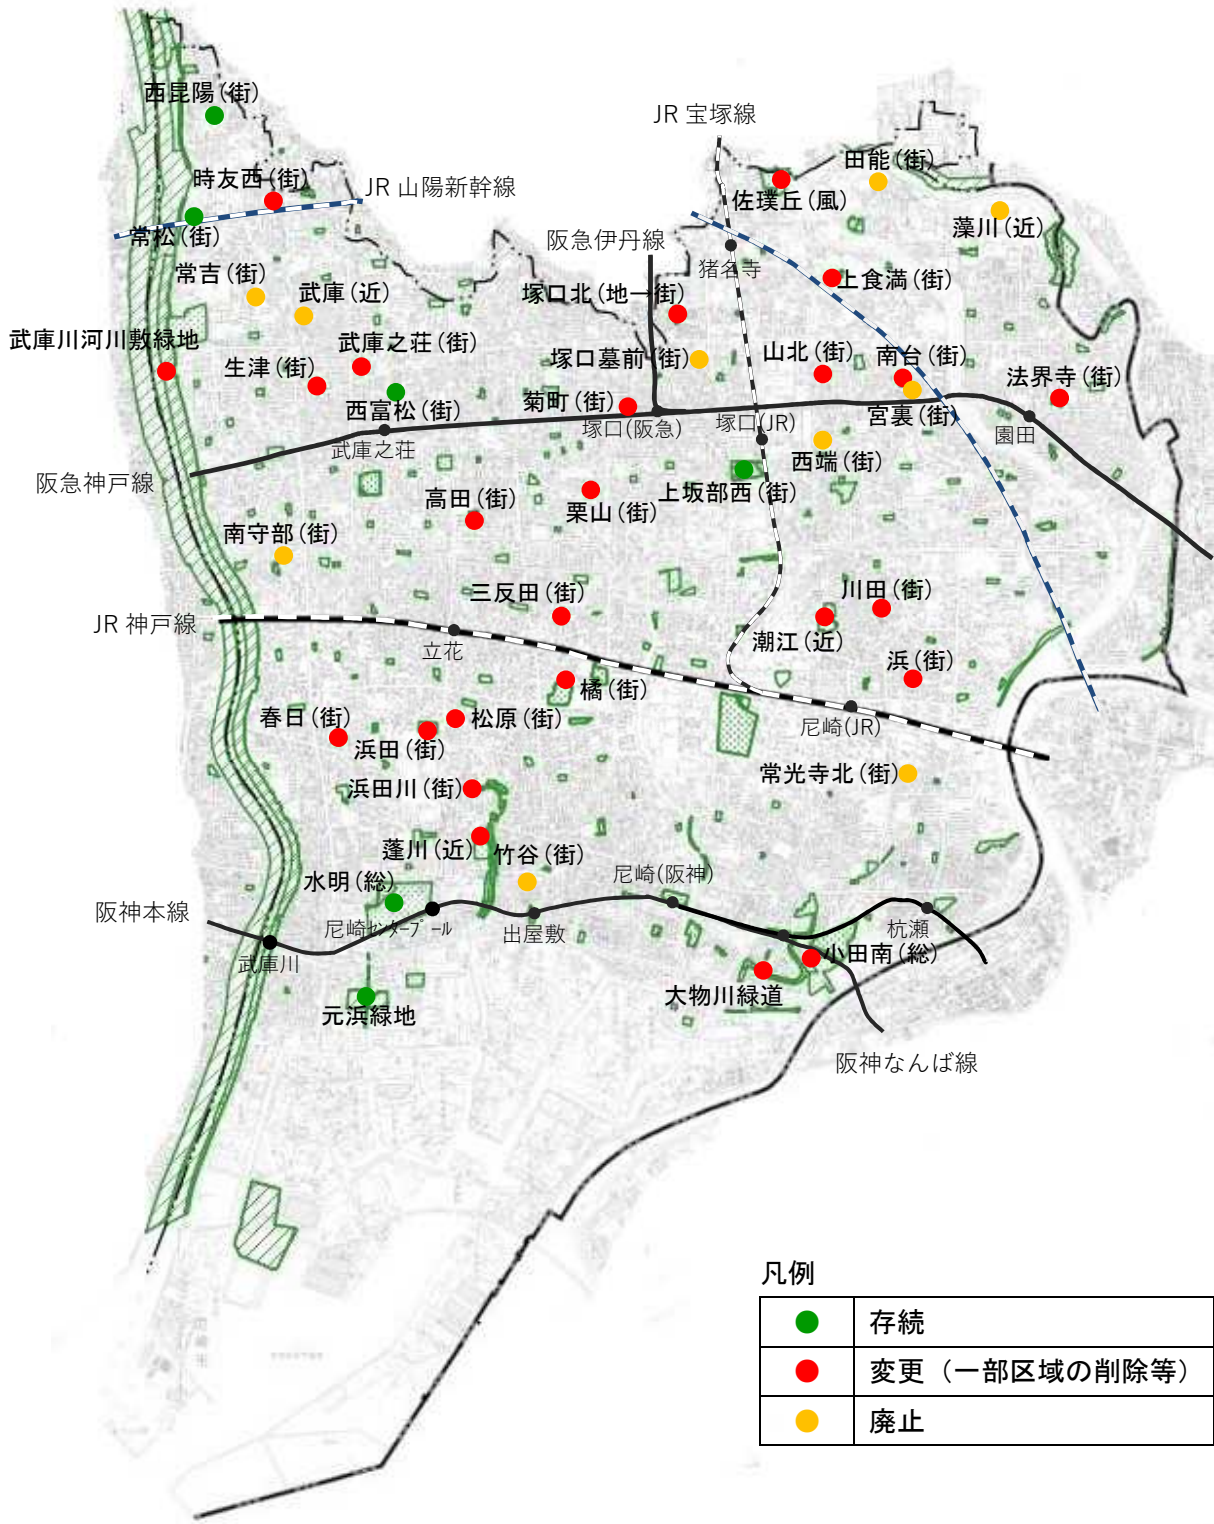 西昆陽(街)
JR 宝塚線
田能(街)
時友西(街)
JR 山陽新幹線
佐璞丘(風)
藻川(近)
常松(街)
阪急伊丹線
猪名寺
常吉(街)
武庫(近)
塚口北(地→街)
上食満(街)
武庫川河川敷緑地
生津(街)
武庫之荘(街)
塚口墓前(街)
山北(街)
南台(街)
法界寺(街)
西富松(街)
菊町(街)
宮裏(街)
武庫之荘
塚口(阪急)
塚口(JR)
園田
西端(街)
阪急神戸線
高田(街)
栗山(街)
上坂部西(街)
南守部(街)
三反田(街)
川田(街)
JR 神戸線
立花
潮江(近)
浜(街)
橘(街)
春日(街)
松原(街)
浜田(街)
尼崎(JR)
浜田川(街)
常光寺北(街)
蓬川(近)
竹谷(街)
水明(総)
尼崎(阪神)
阪神本線
尼崎ｾﾝﾀｰﾌﾟｰﾙ
出屋敷
杭瀬
武庫川
小田南(総)
大物川緑道
元浜緑地
阪神なんば線
凡例
存続
変更（一部区域の削除等）
廃止